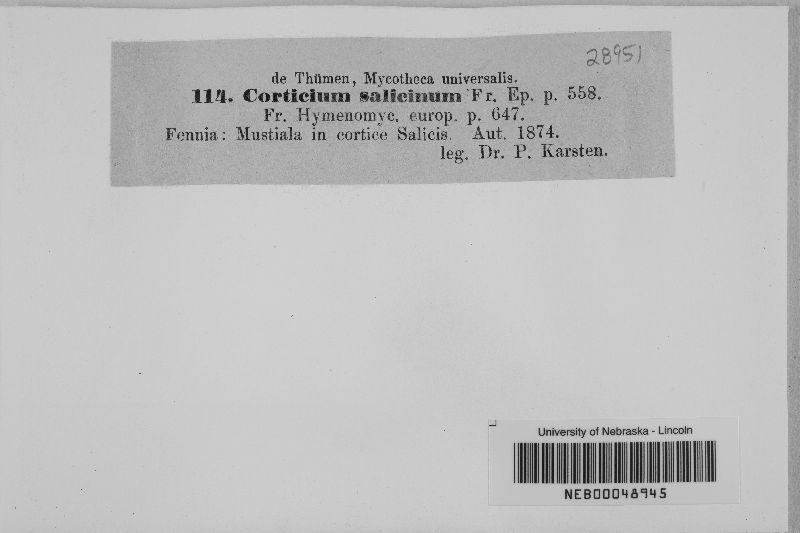 28951
de Thümen, Mycotheca universalis.
114. Corticium salicinum Fr. Ep. p. 558.
Fr. Hymenomyc. europ. p. 647.
Fennia: Mustiala in cortice Salicis. Aut. 1874.
leg. Dr. P. Karsten.
University of Nebraska - Lincoln
NEB00048945